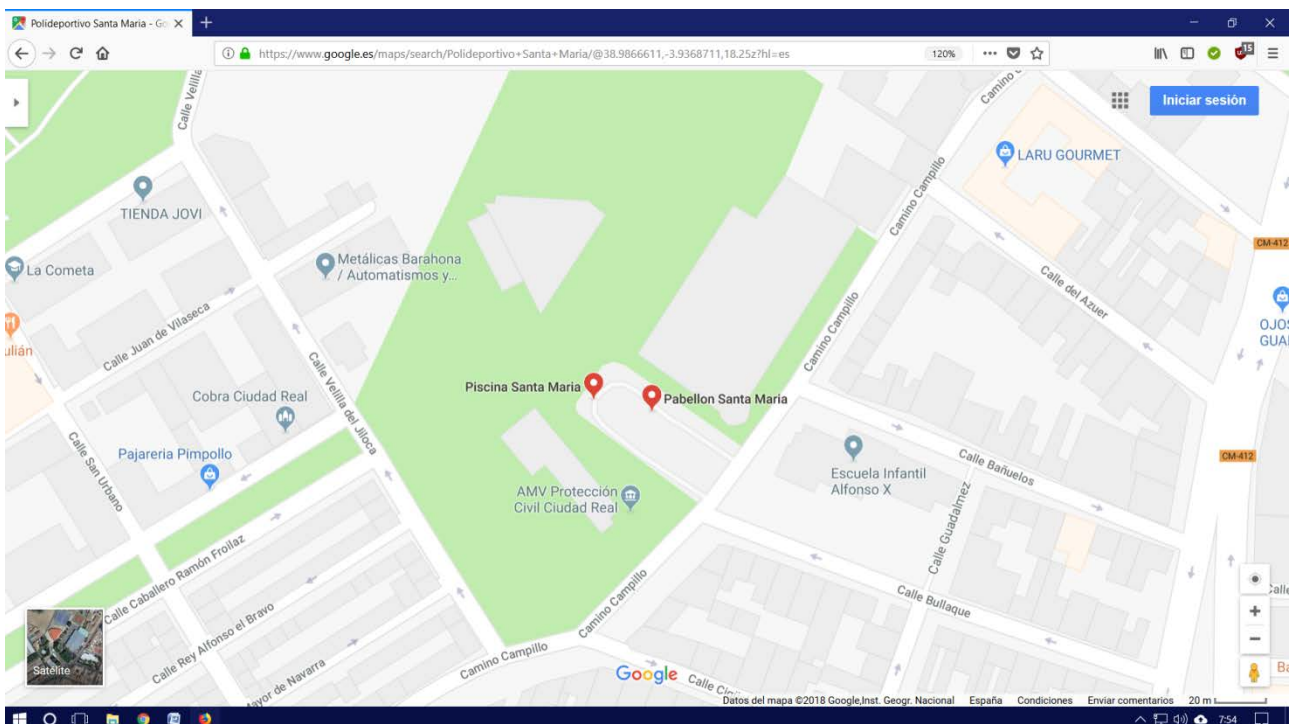 Polideportivo Santa Maria - Go
https://www.google.es/maps/search/Polideportivo+Santa+Maria/@38.9866611,-3.9368711,18.25z?hl=es
120%
15
Iniciar sesión
Calle Velilla
Camino
LARU GOURMET
Camino Campillo
TIENDA JOVI
La Cometa
Metálicas Barahona
/ Automatismos y...
CM-412
Calle del Azuer
OJOS
GUA
Calle Juan de Vilaseca
Camino Campillo
Calle Velilla del Jiloca
Piscina Santa Maria
Pabellon Santa Maria
Cobra Ciudad Real
Pajareria Pimpollo
Calle San Urbano
Escuela Infantil
Alfonso X
Calle Bañuelos
CM-412
AMV Protección
Civil Ciudad Real
Calle Guadalmez
Calle Caballero Ramón Froilaz
Calle Bullaque
Camino Campillo
Calle Rey Alfonso el Bravo
Camino Campillo
Mayor de Navarra
Satélite
Google
Datos del mapa ©2018 Google,Inst. Geogr. Nacional España Condiciones Enviar comentarios 20 m
7:54